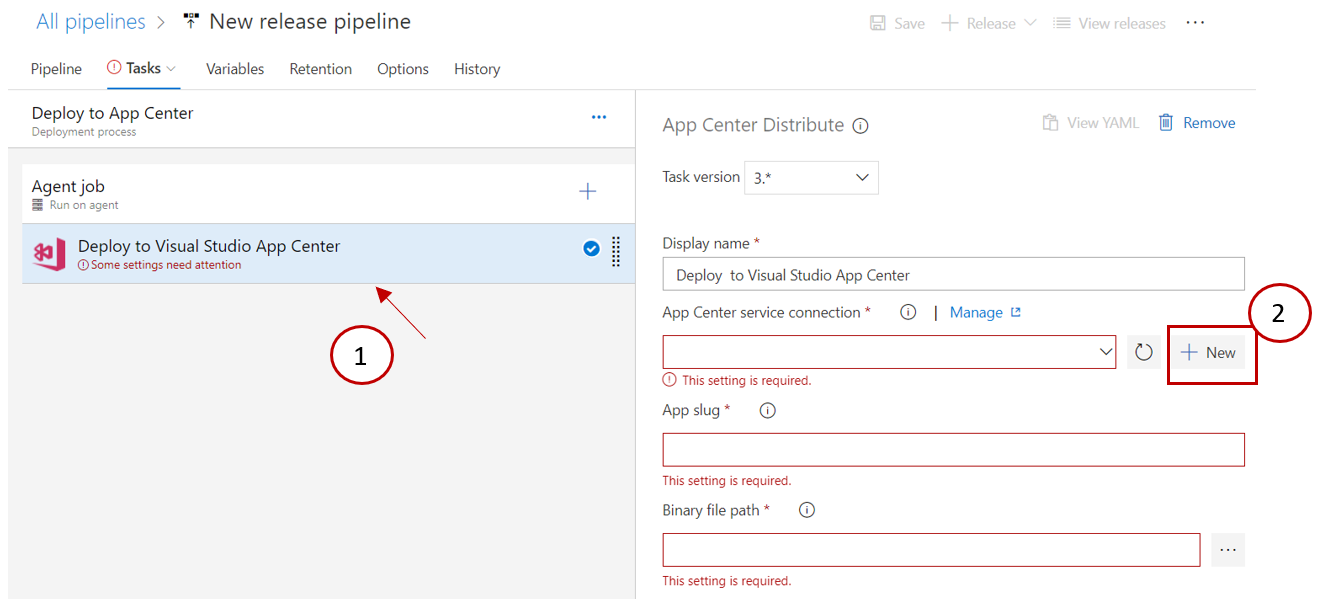 All pipelines > New release pipeline
Save + Release View releases ...
Pipeline Tasks Variables Retention Options History
Deploy to App Center
Deployment process
...
Agent job
Run on agent
Deploy to Visual Studio App Center
Some settings need attention
1
App Center Distribute
View YAML Remove
Task version 3.*
Display name *
Deploy  to Visual Studio App Center
App Center service connection * | Manage
2
+ New
This setting is required.
App slug *
This setting is required.
Binary file path *
...
This setting is required.